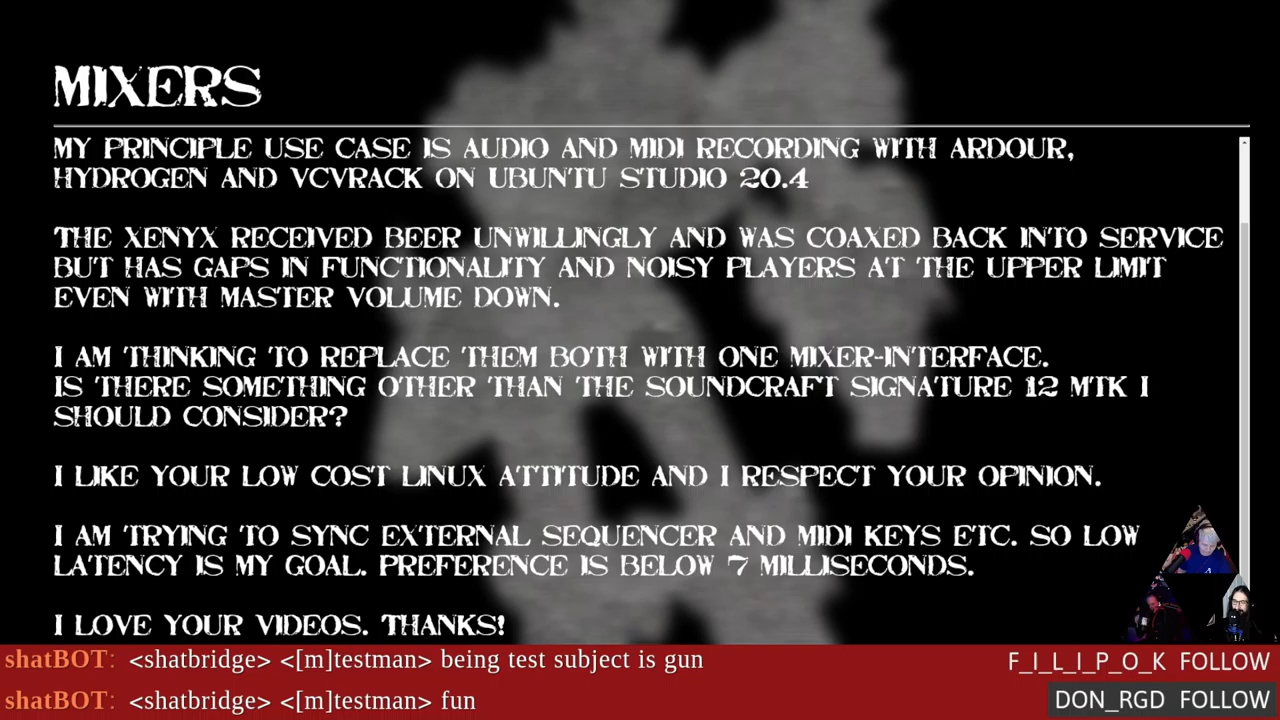 MIXERS
MY PRINCIPLE USE CASE IS AUDIO AND MIDI RECORDING WITH ARDOUR,
HYDROGEN AND VCVRACK ON UBUNTU STUDIO 20.4
THE XENYX RECEIVED BEER UNWILLINGLY AND WAS COAXED BACK INTO SERVICE
BUT HAS GAPS IN FUNCTIONALITY AND NOISY PLAYERS AT THE UPPER LIMIT
EVEN WITH MASTER VOLUME DOWN.
I AM THINKING TO REPLACE THEM BOTH WITH ONE MIXER-INTERFACE.
IS THERE SOMETHING OTHER THAN THE SOUNDCRAFT SIGNATURE 12 MTK I
SHOULD CONSIDER?
I LIKE YOUR LOW COST LINUX ATTITUDE AND I RESPECT YOUR OPINION.
I AM TRYING TO SYNC EXTERNAL SEQUENCER AND MIDI KEYS ETC. SO LOW
LATENCY IS MY GOAL. PREFERENCE IS BELOW 7 MILLISECONDS.
I LOVE YOUR VIDEOS. THANKS!
shatBOT: <shatbridge> <[m]testman> being test subject is gun
F_I_L_I_P_O_K FOLLOW
shatBOT: <shatbridge> <[m]testman> fun
DON_RGD FOLLOW